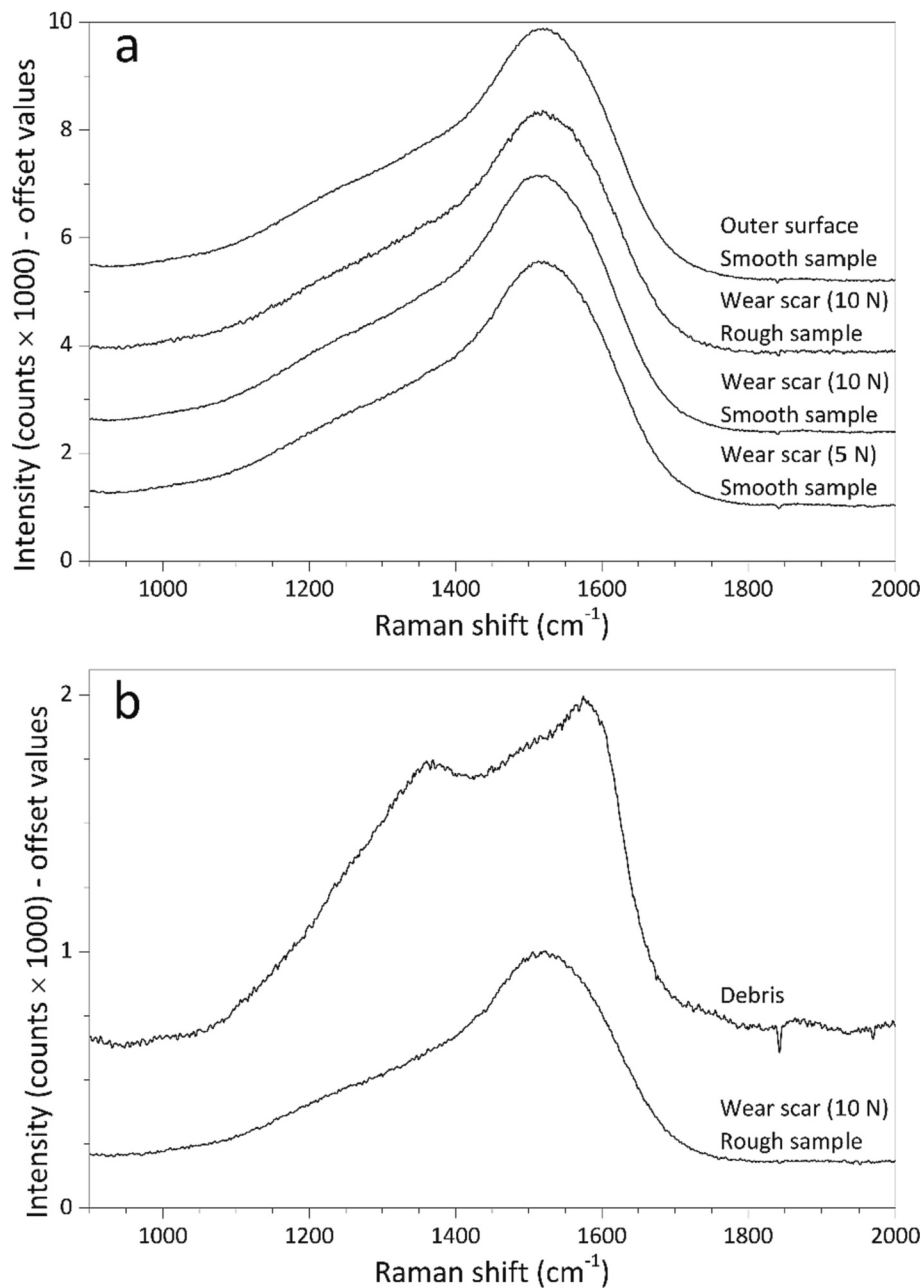 a
10
8
6
4
2
0
Intensity (counts × 1000) - offset values
Outer surface
Smooth sample
Wear scar (10 N)
Rough sample
Wear scar (10 N)
Smooth sample
Wear scar (5 N)
Smooth sample
1000 1200 1400 1600 1800 2000
Raman shift (cm⁻¹)
b
2
1
0
Intensity (counts × 1000) - offset values
Debris
Wear scar (10 N)
Rough sample
1000 1200 1400 1600 1800 2000
Raman shift (cm⁻¹)